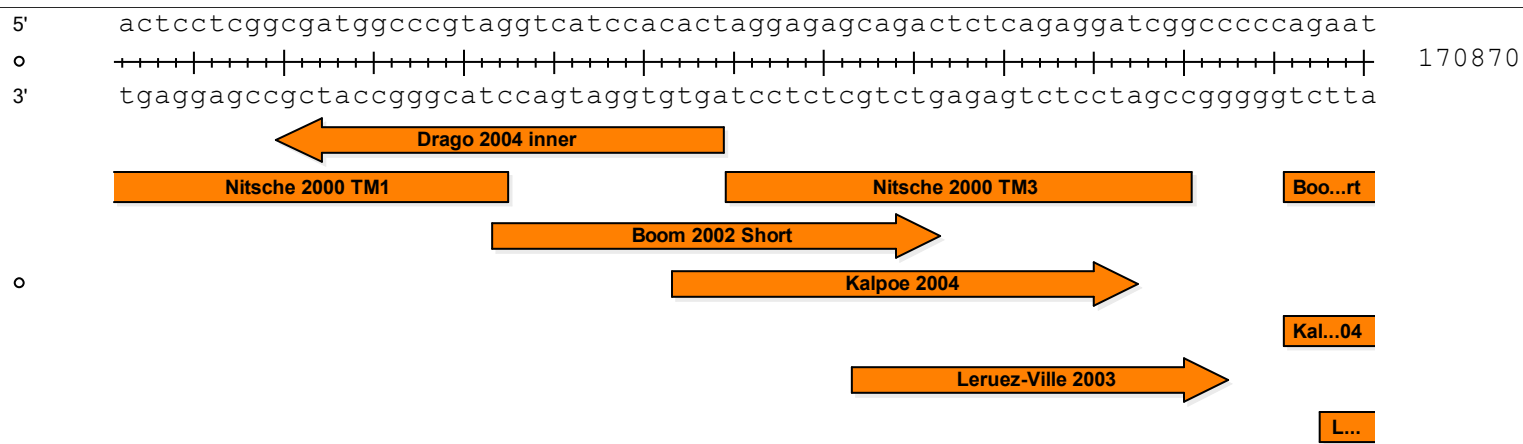 5' actcctcggcgatggcccgtaggtcatccacactaggagagcagactctcagaggatcggcccccagaat
170870
3' tgaggagccgctaccgggcatccagtaggtgtgatcctctcgtctgagagtctcctagccgggggtctta
Drago 2004 inner
Nitsche 2000 TM1 Nitsche 2000 TM3 Boo...rt
Boom 2002 Short
Kalpoe 2004
Kal...04
Leruez-Ville 2003
L...